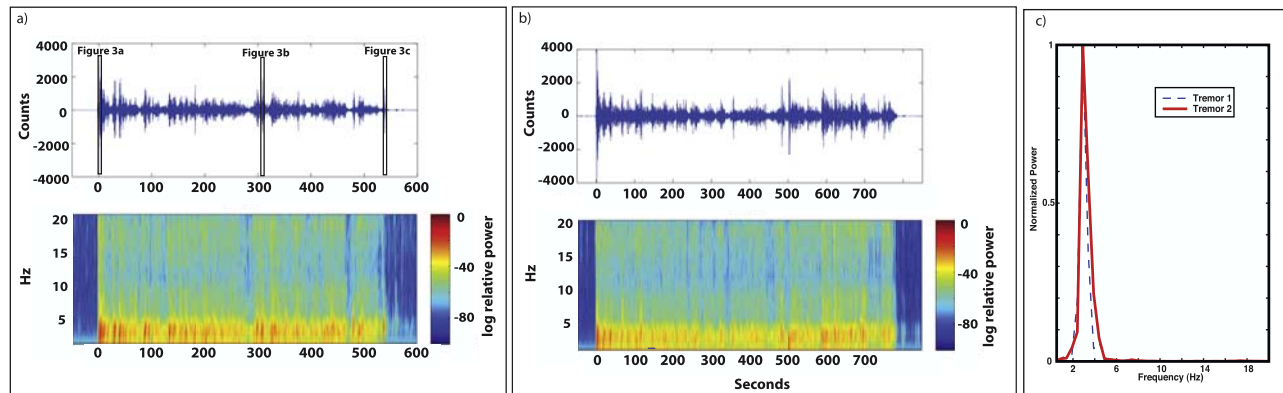 a)
Figure 3a
Figure 3b
Figure 3c
4000
2000
0
-2000
-4000
Counts
0 100 200 300 400 500 600
20
15
10
5
Hz
0 100 200 300 400 500 600
0
-40
-80
log relative power
b)
4000
2000
0
-2000
-4000
Counts
0 100 200 300 400 500 600 700
20
15
10
5
0 100 200 300 400 500 600 700
Seconds
0
-40
-80
log relative power
c)
1
0.5
0
Normalized Power
Tremor 1
Tremor 2
2 6 10 14 18
Frequency (Hz)